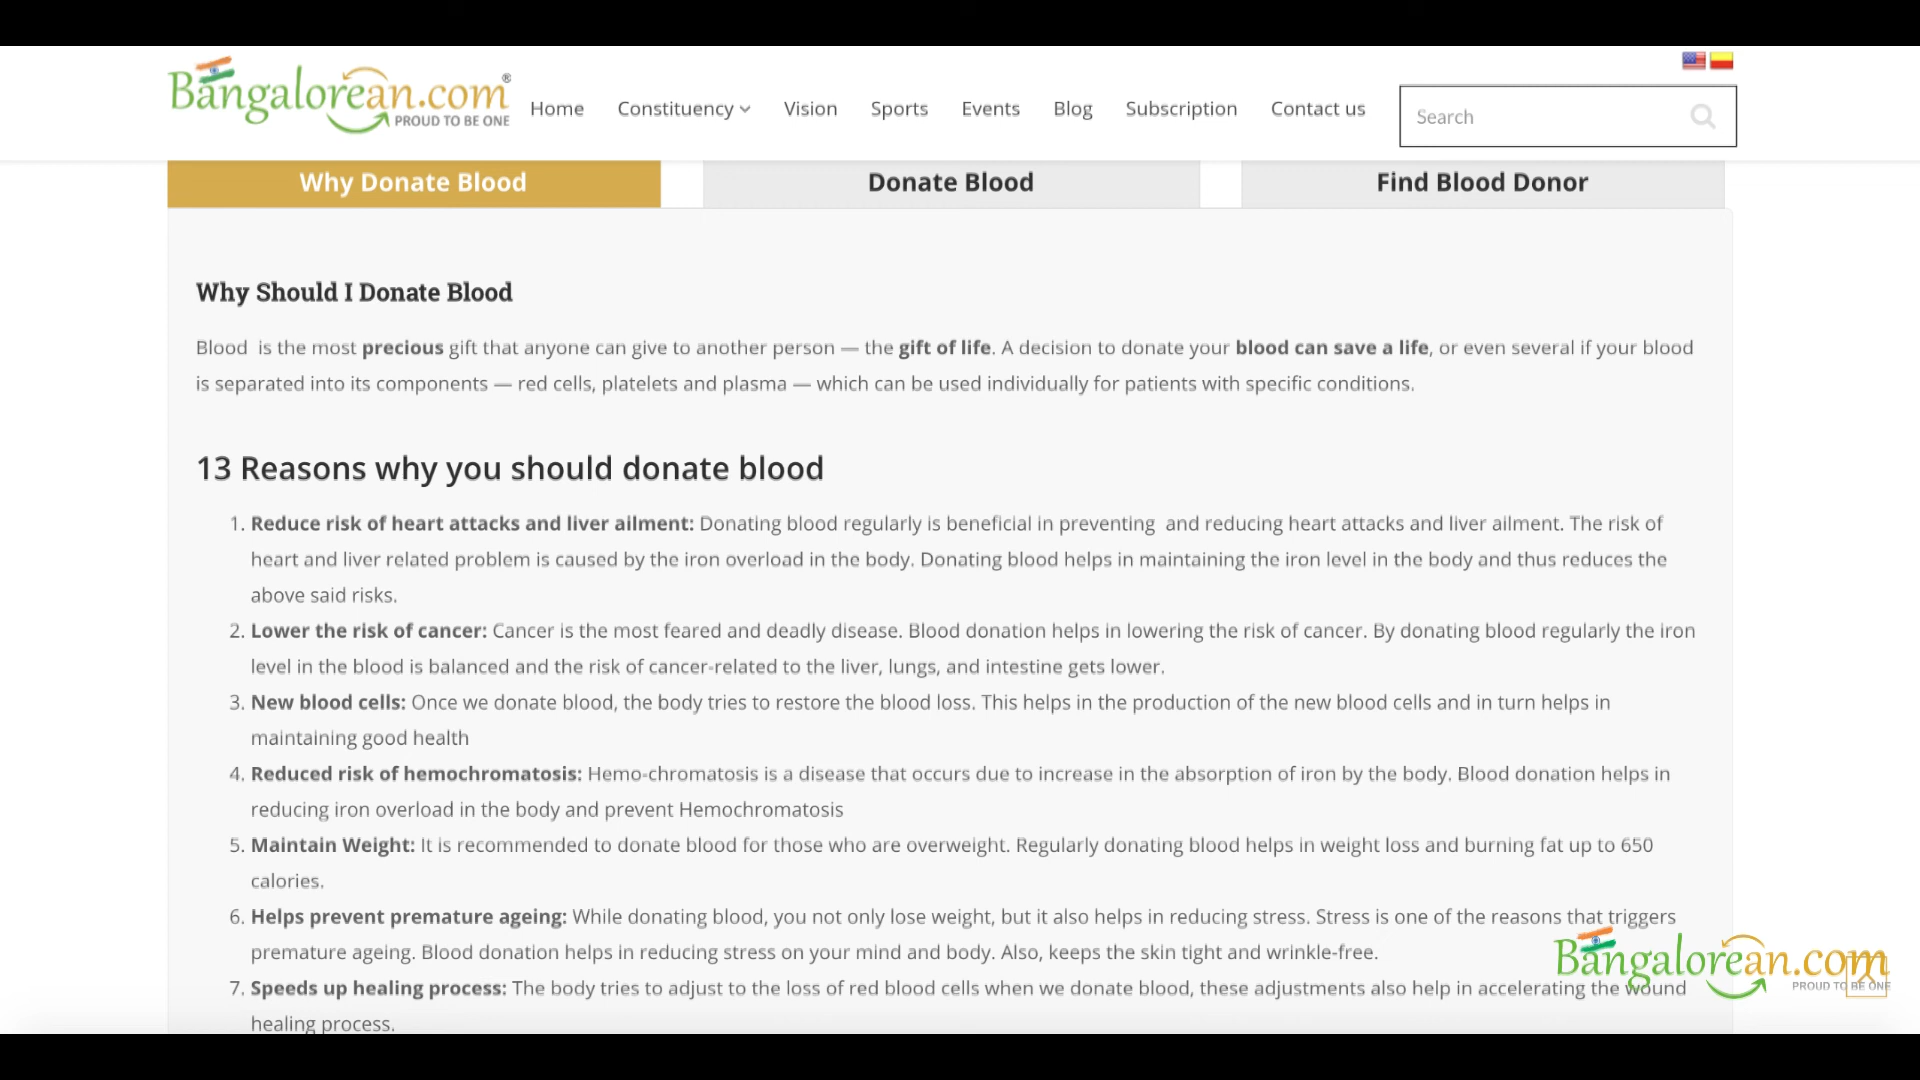 Bangalorean.com®
PROUD TO BE ONE
Home Constituency Vision Sports Events Blog Subscription Contact us
Search
Why Donate Blood Donate Blood Find Blood Donor
Why Should I Donate Blood
Blood is the most precious gift that anyone can give to another person — the gift of life. A decision to donate your blood can save a life, or even several if your blood
is separated into its components — red cells, platelets and plasma — which can be used individually for patients with specific conditions.
13 Reasons why you should donate blood
1. Reduce risk of heart attacks and liver ailment: Donating blood regularly is beneficial in preventing and reducing heart attacks and liver ailment. The risk of
heart and liver related problem is caused by the iron overload in the body. Donating blood helps in maintaining the iron level in the body and thus reduces the
above said risks.
2. Lower the risk of cancer: Cancer is the most feared and deadly disease. Blood donation helps in lowering the risk of cancer. By donating blood regularly the iron
level in the blood is balanced and the risk of cancer-related to the liver, lungs, and intestine gets lower.
3. New blood cells: Once we donate blood, the body tries to restore the blood loss. This helps in the production of the new blood cells and in turn helps in
maintaining good health
4. Reduced risk of hemochromatosis: Hemo-chromatosis is a disease that occurs due to increase in the absorption of iron by the body. Blood donation helps in
reducing iron overload in the body and prevent Hemochromatosis
5. Maintain Weight: It is recommended to donate blood for those who are overweight. Regularly donating blood helps in weight loss and burning fat up to 650
calories.
6. Helps prevent premature ageing: While donating blood, you not only lose weight, but it also helps in reducing stress. Stress is one of the reasons that triggers
premature ageing. Blood donation helps in reducing stress on your mind and body. Also, keeps the skin tight and wrinkle-free.
7. Speeds up healing process: The body tries to adjust to the loss of red blood cells when we donate blood, these adjustments also help in accelerating the wound
healing process.
Bangalorean.com
PROUD TO BE ONE